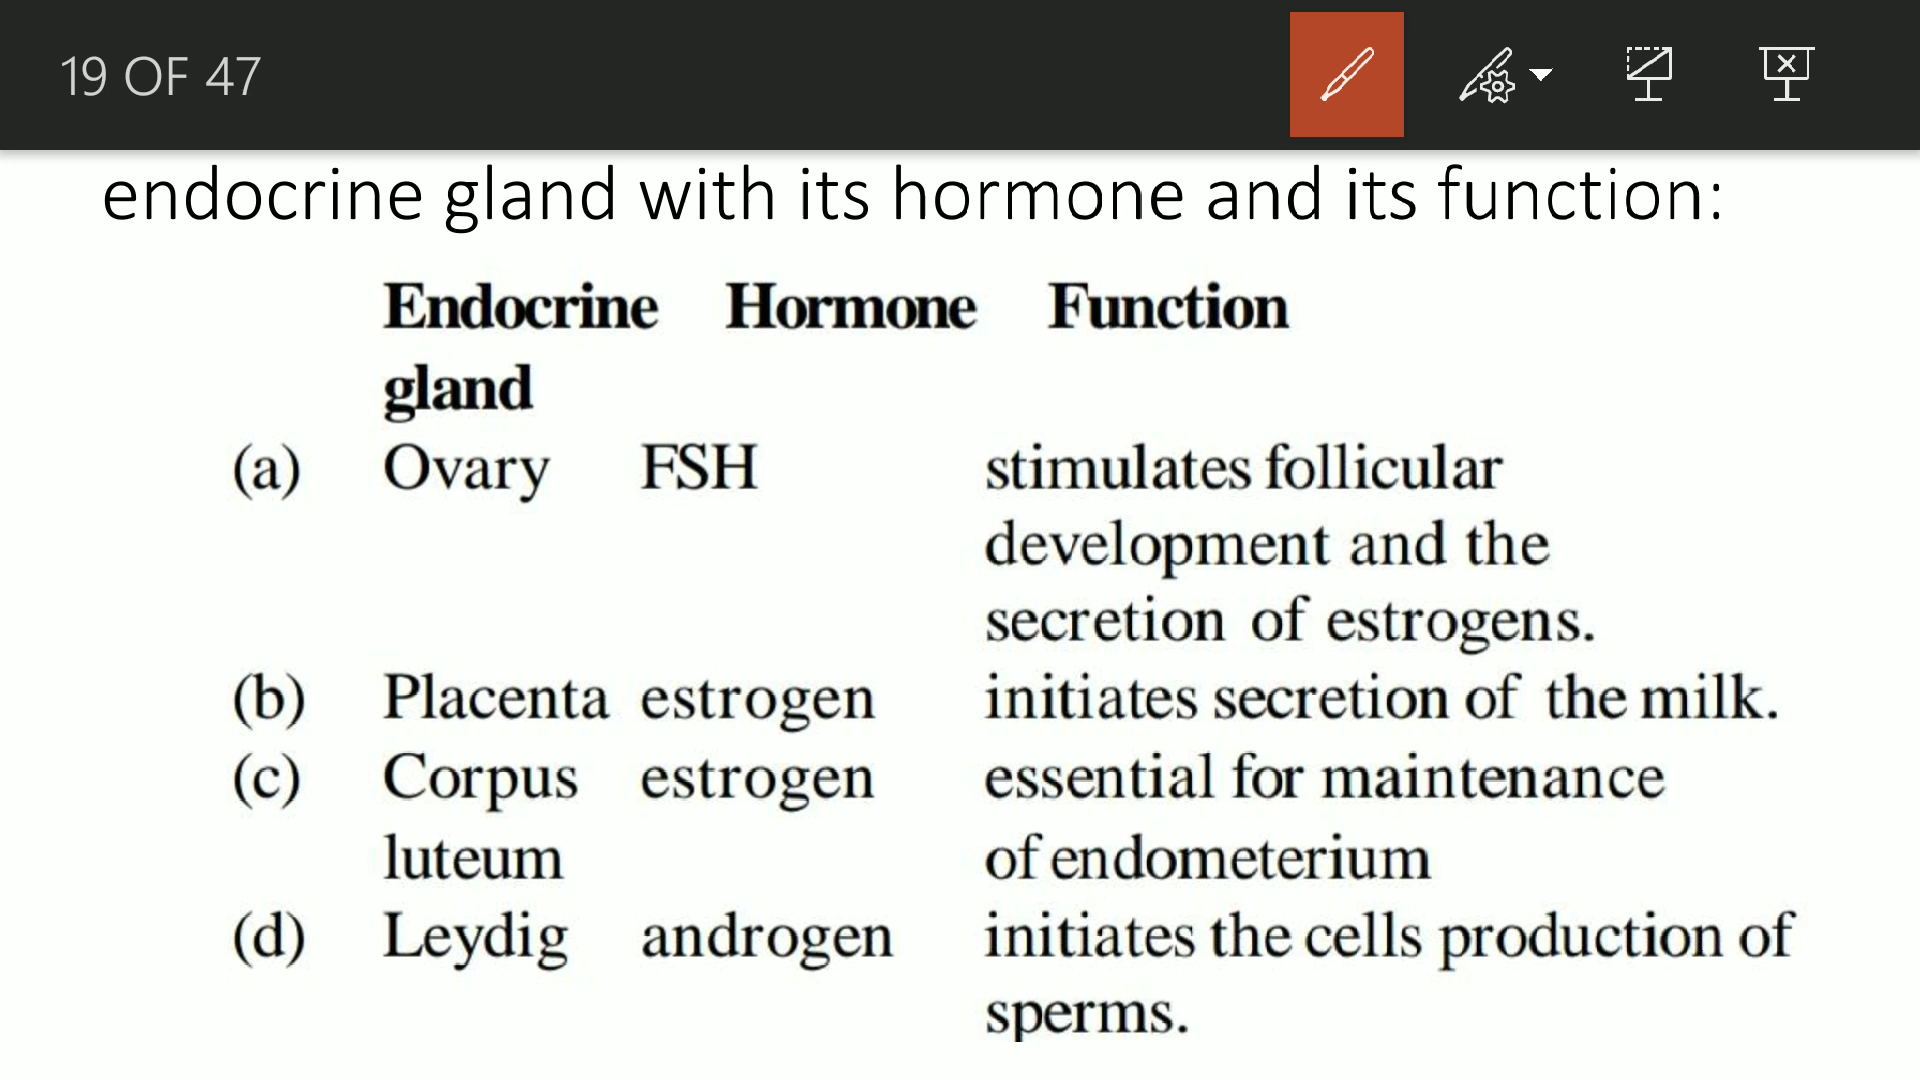 19 OF 47
endocrine gland with its hormone and its function:
Endocrine Hormone Function
gland
(a) Ovary FSH stimulates follicular
development and the
secretion of estrogens.
(b) Placenta estrogen initiates secretion of the milk.
(c) Corpus estrogen essential for maintenance
luteum of endometerium
(d) Leydig androgen initiates the cells production of
sperms.